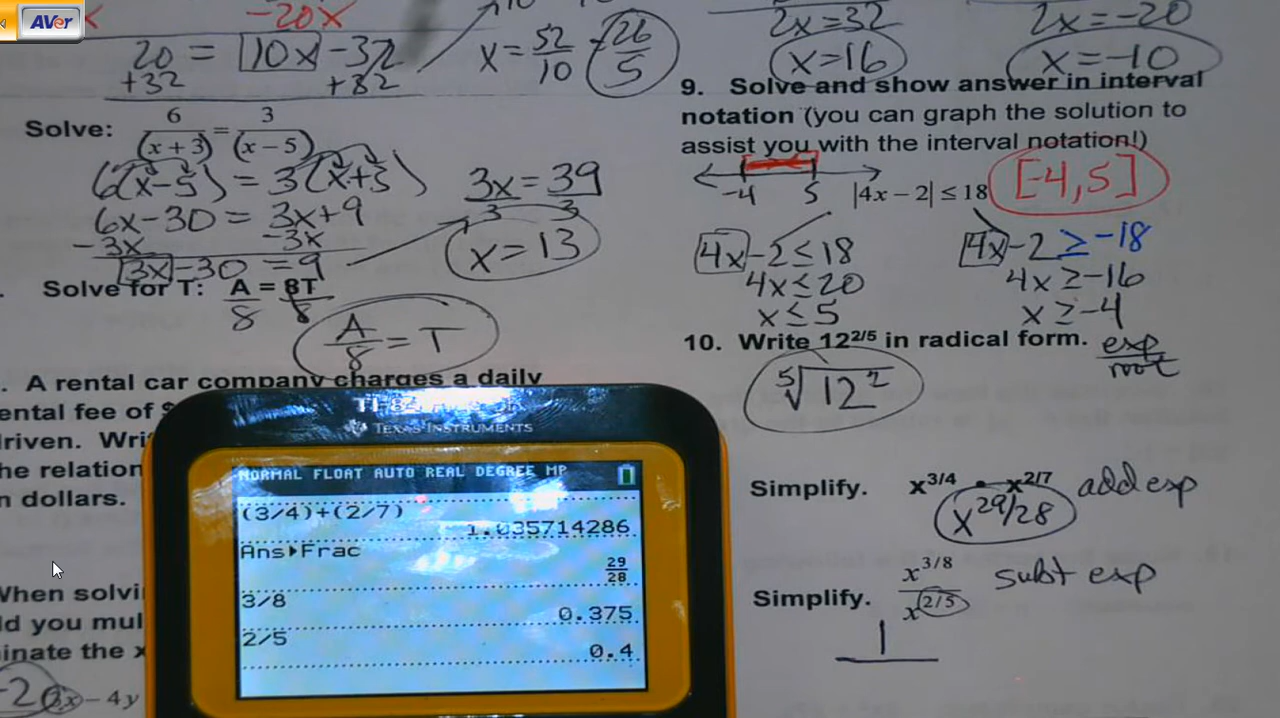 AVer
-20x
20 = 10x -32
+32 +32
x = 52/10 = 26/5
2x = 32
x = 16
2x = -20
x = -10
Solve: 6/(x + 3) = 3/(x - 5)
6(x-5) = 3(x+3)
6x-30 = 3x+9
-3x -3x
3x -30 = 9
3x = 39
3 3
x = 13
Solve for T: A = 8T
8 8
A/8 = T
. A rental car company charges a daily
ental fee of
driven. Wri
he relation
n dollars.
When solvi
ld you mul
inate the x
-2 3x – 4y
9. Solve and show answer in interval
notation (you can graph the solution to
assist you with the interval notation!)
-4 5 |4x – 2| ≤ 18 [-4,5]
4x -2 ≤ 18 4x -2 ≥ -18
4x ≤ 20 4x ≥ -16
x ≤ 5 x ≥ -4
10. Write 12^2/5 in radical form. exp/root
⁵√12²
Simplify. x^3/4 • x^2/7 add exp
x^29/28
Simplify. x^3/8 / x^2/5 subt exp
1
TEXAS INSTRUMENTS
NORMAL FLOAT AUTO REAL DEGREE MP
(3/4)+(2/7)
1.035714286
Ans▸Frac
29/28
3/8
0.375
2/5
0.4